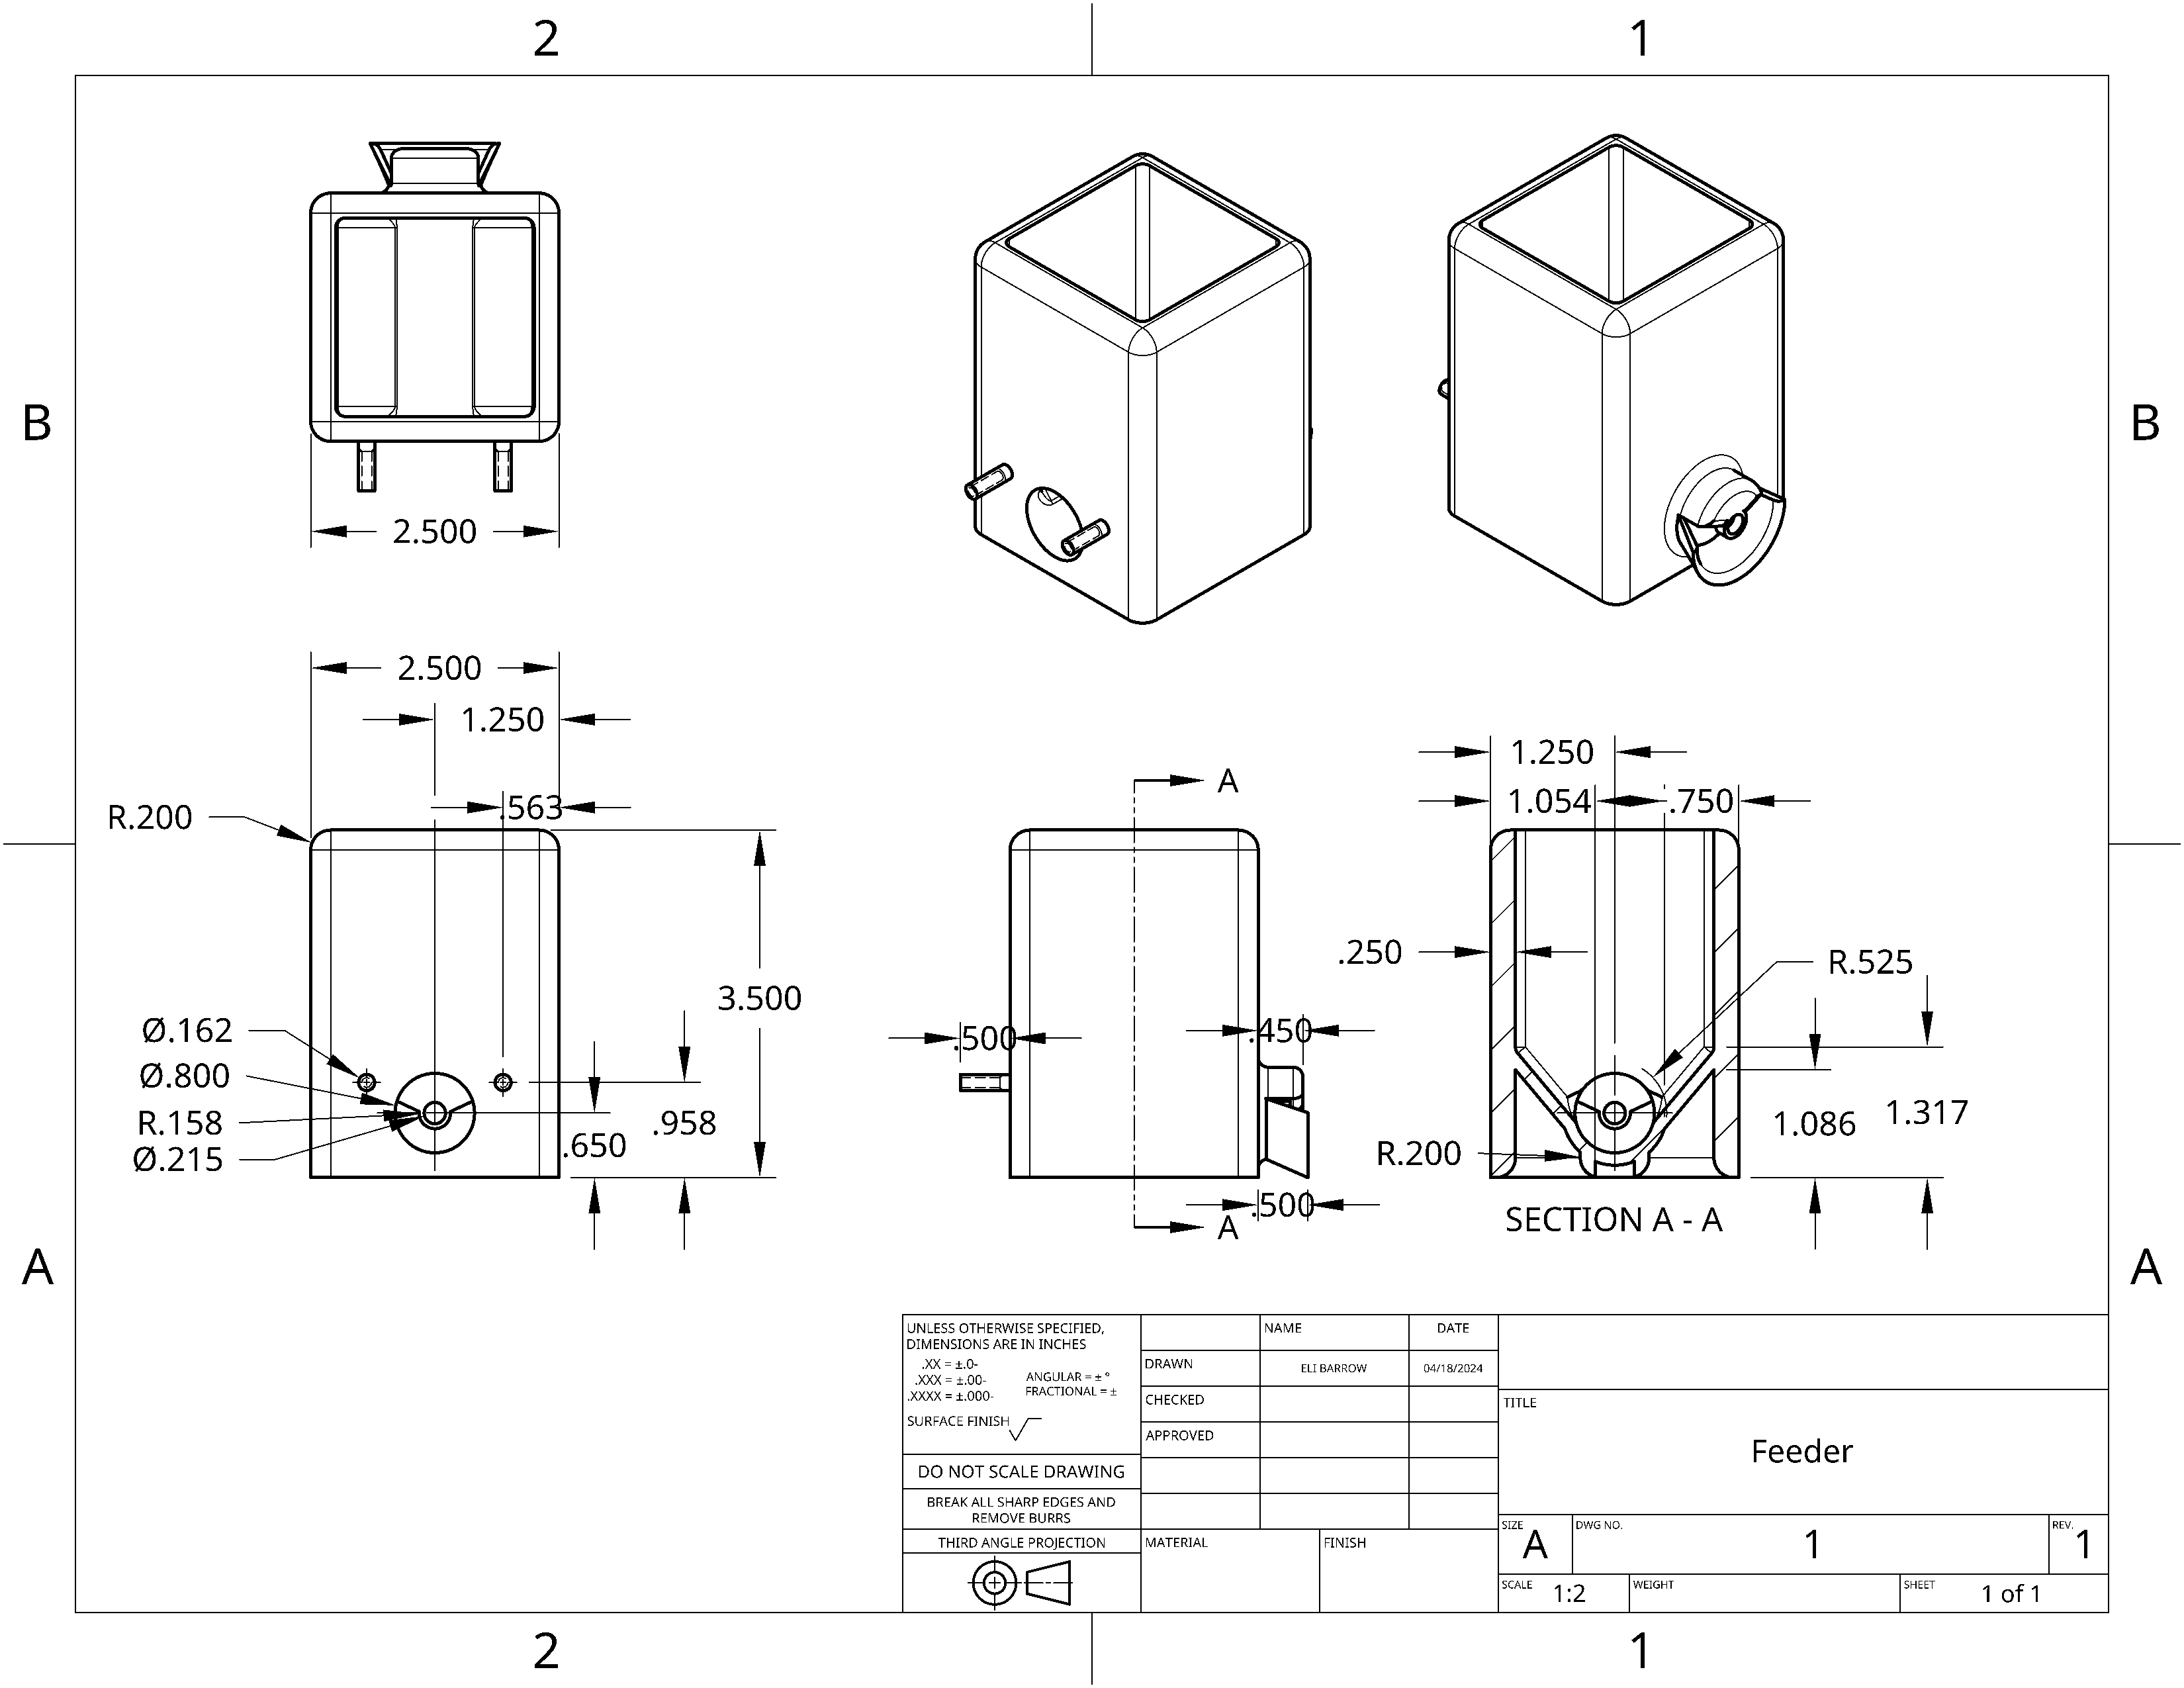 2
1
B
B
2.500
2.500
1.250
.563
R.200
3.500
Ø.162
Ø.800
R.158
Ø.215
.650
.958
A
.500
.450
.500
A
1.250
1.054
.750
.250
R.525
R.200
1.086
1.317
SECTION A - A
A
A
UNLESS OTHERWISE SPECIFIED,
DIMENSIONS ARE IN INCHES
.XX = ±.0-
.XXX = ±.00-
.XXXX = ±.000-
ANGULAR = ± °
FRACTIONAL = ±
SURFACE FINISH
DO NOT SCALE DRAWING
BREAK ALL SHARP EDGES AND
REMOVE BURRS
THIRD ANGLE PROJECTION
NAME
DATE
DRAWN
ELI BARROW
04/18/2024
CHECKED
APPROVED
MATERIAL
FINISH
TITLE
Feeder
SIZE
A
DWG NO.
1
REV.
1
SCALE
1:2
WEIGHT
SHEET
1 of 1
2
1